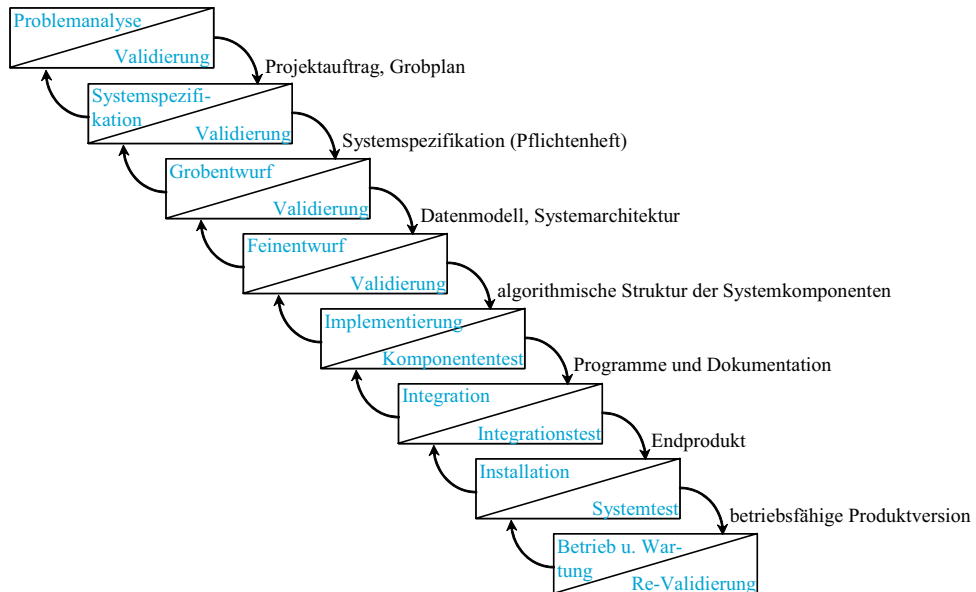 Problemanalyse
Validierung
Projektauftrag, Grobplan
Systemspezifi-
kation
Validierung
Systemspezifikation (Pflichtenheft)
Grobentwurf
Validierung
Datenmodell, Systemarchitektur
Feinentwurf
Validierung
algorithmische Struktur der Systemkomponenten
Implementierung
Komponententest
Programme und Dokumentation
Integration
Integrationstest
Endprodukt
Installation
Systemtest
betriebsfähige Produktversion
Betrieb u. War-
tung
Re-Validierung